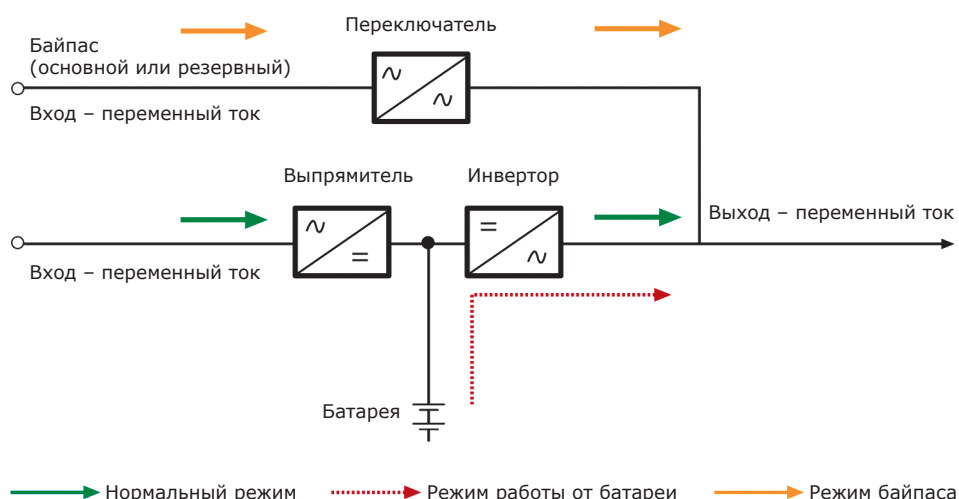 Переключатель
Байпас
(основной или резервный)
Вход – переменный ток
Выпрямитель
Инвертор
Выход – переменный ток
Вход – переменный ток
Батарея
Нормальный режим
Режим работы от батареи
Режим байпаса